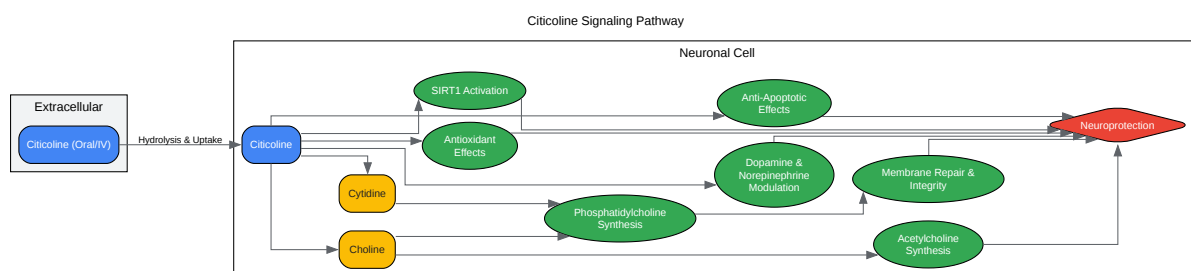 Citicoline Signaling Pathway
Neuronal Cell
Extracellular
Citicoline (Oral/IV)
Hydrolysis & Uptake
Citicoline
SIRT1 Activation
Antioxidant
Effects
Anti-Apoptotic
Effects
Neuroprotection
Dopamine &
Norepinephrine
Modulation
Membrane Repair &
Integrity
Cytidine
Phosphatidylcholine
Synthesis
Choline
Acetylcholine
Synthesis